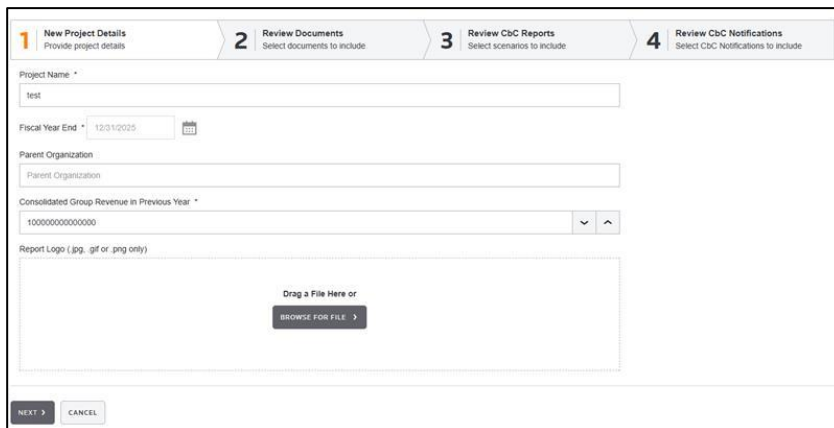 1 New Project Details
Provide project details
2 Review Documents
Select documents to include
3 Review CbC Reports
Select scenarios to include
4 Review CbC Notifications
Select CbC Notifications to include
Project Name *
test
Fiscal Year End * 12/31/2025
Parent Organization
Parent Organization
Consolidated Group Revenue in Previous Year *
100000000000000
Report Logo (.jpg, .gif or .png only)
Drag a File Here or
BROWSE FOR FILE
NEXT
CANCEL